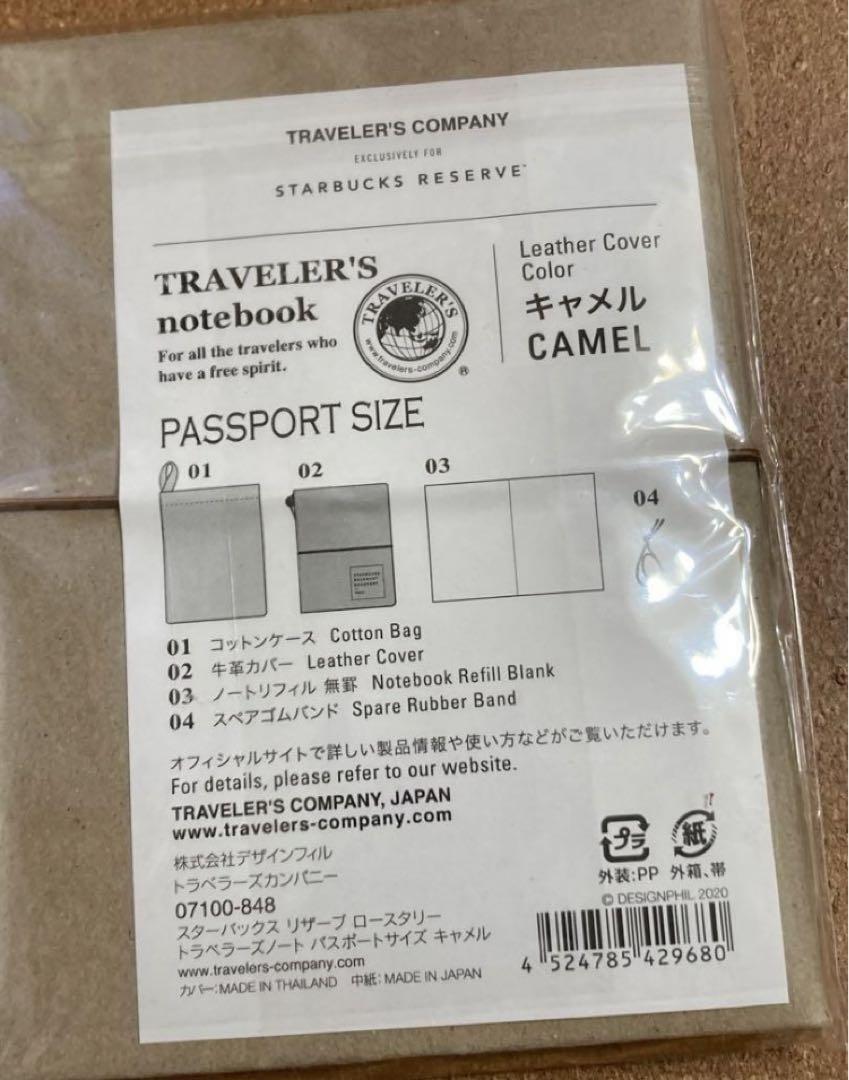 TRAVELER'S COMPANY
EXCLUSIVELY FOR
STARBUCKS RESERVE™
TRAVELER'S
notebook
For all the travelers who
have a free spirit.
TRAVELER'S
www.travelers-company.com
®
Leather Cover
Color
キャメル
CAMEL
PASSPORT SIZE
01
02
03
04
01 コットンケース Cotton Bag
02 牛革カバー Leather Cover
03 ノートリフィル 無罫 Notebook Refill Blank
04 スペアゴムバンド Spare Rubber Band
オフィシャルサイトで詳しい製品情報や使い方などがご覧いただけます。
For details, please refer to our website.
TRAVELER'S COMPANY, JAPAN
www.travelers-company.com
株式会社デザインフィル
トラベラーズカンパニー
07100-848
スターバックス リザーブ ロースタリー
トラベラーズノート パスポートサイズ キャメル
www.travelers-company.com
カバー:MADE IN THAILAND 中紙:MADE IN JAPAN
プラ
紙
外装:PP 外箱、帯
© DESIGNPHIL 2020
4 524785 429680